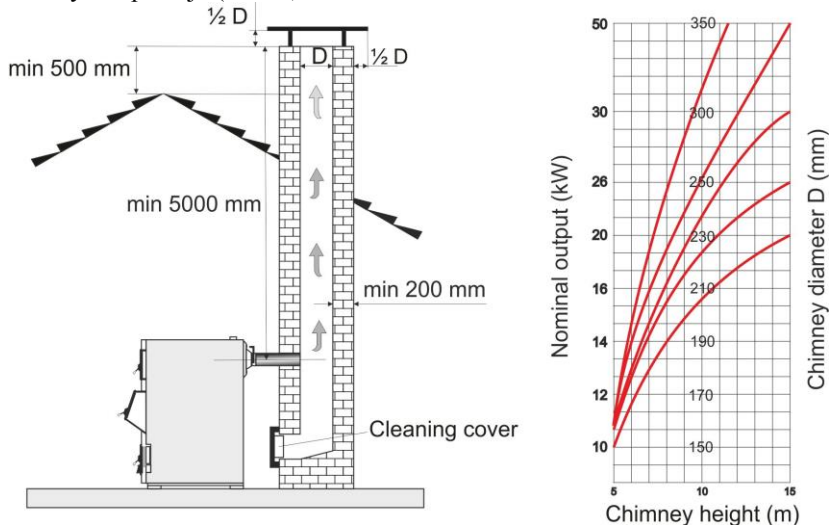 ½ D
D
½ D
min 500 mm
min 5000 mm
min 200 mm
Cleaning cover
Nominal output (kW)
50
30
26
20
16
14
12
10
350
300
250
230
210
190
170
150
Chimney diameter D (mm)
5
10
15
Chimney height (m)